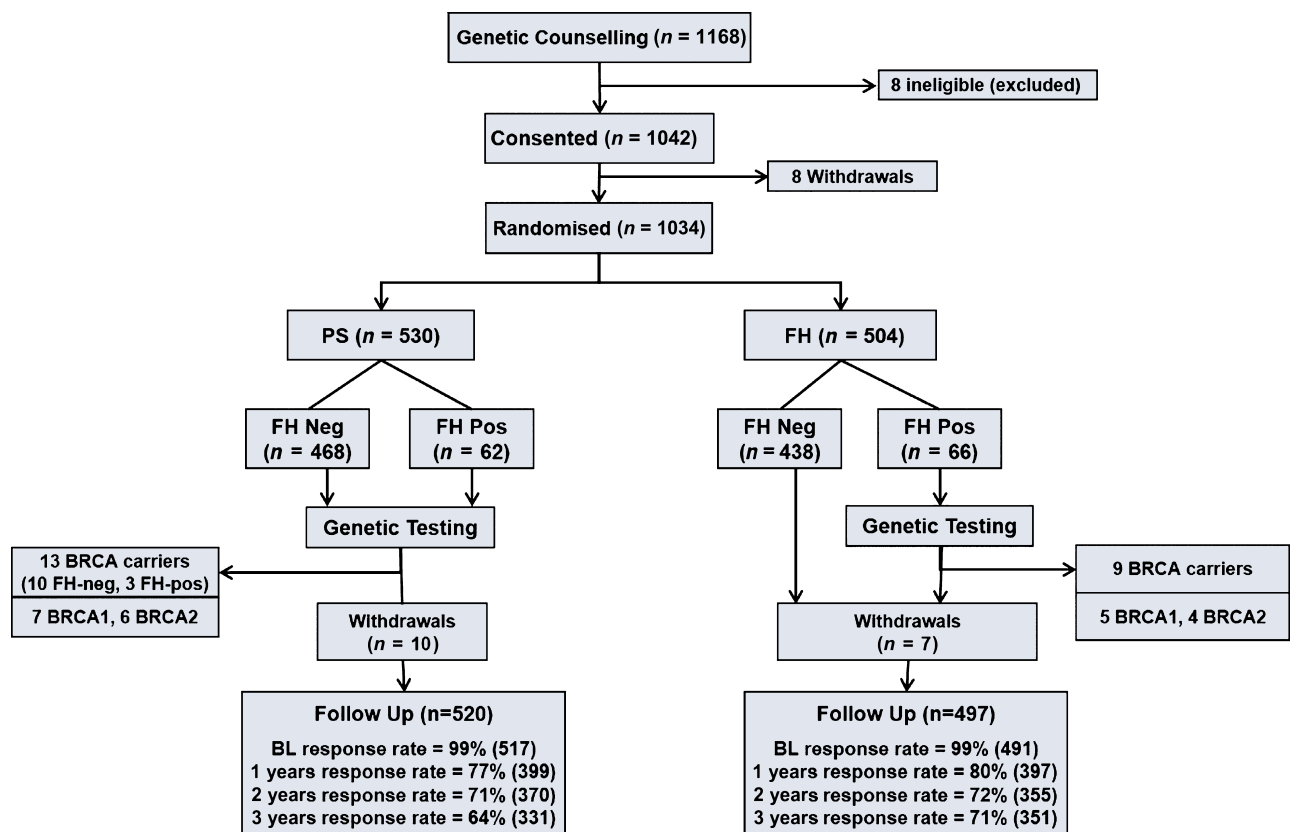 Genetic Counselling (n = 1168)
8 ineligible (excluded)
Consented (n = 1042)
8 Withdrawals
Randomised (n = 1034)
PS (n = 530)
FH (n = 504)
FH Neg
(n = 468)
FH Pos
(n = 62)
FH Neg
(n = 438)
FH Pos
(n = 66)
Genetic Testing
Genetic Testing
13 BRCA carriers
(10 FH-neg, 3 FH-pos)
7 BRCA1, 6 BRCA2
9 BRCA carriers
5 BRCA1, 4 BRCA2
Withdrawals
(n = 10)
Withdrawals
(n = 7)
Follow Up (n=520)
BL response rate = 99% (517)
1 years response rate = 77% (399)
2 years response rate = 71% (370)
3 years response rate = 64% (331)
Follow Up (n=497)
BL response rate = 99% (491)
1 years response rate = 80% (397)
2 years response rate = 72% (355)
3 years response rate = 71% (351)